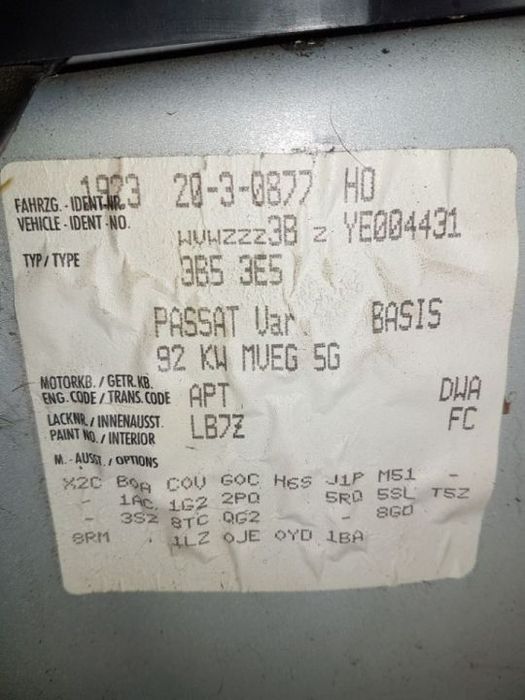 1923 20-3-0877 HO
FAHRZG.-IDENT-NR.
VEHICLE-IDENT-NO. WVWZZZ3B Z YE004431
TYP/TYPE 3B5 3E5
PASSAT Var. BASIS
92 KW MVEG 5G
MOTORKB./GETR.KB.
ENG.CODE/TRANS.CODE APT DWA
LACKNR./INNENAUSST.
PAINT NO./INTERIOR LB7Z FC
M.-AUSST./OPTIONS
X2C B0A C0V G0C H6S J1P M51 -
- 1AC 1G2 2PQ 5RQ 5SL T5Z
- 3S2 8TC QG2 - 8GD
8RM . 1LZ 0JE 0YD 1BA